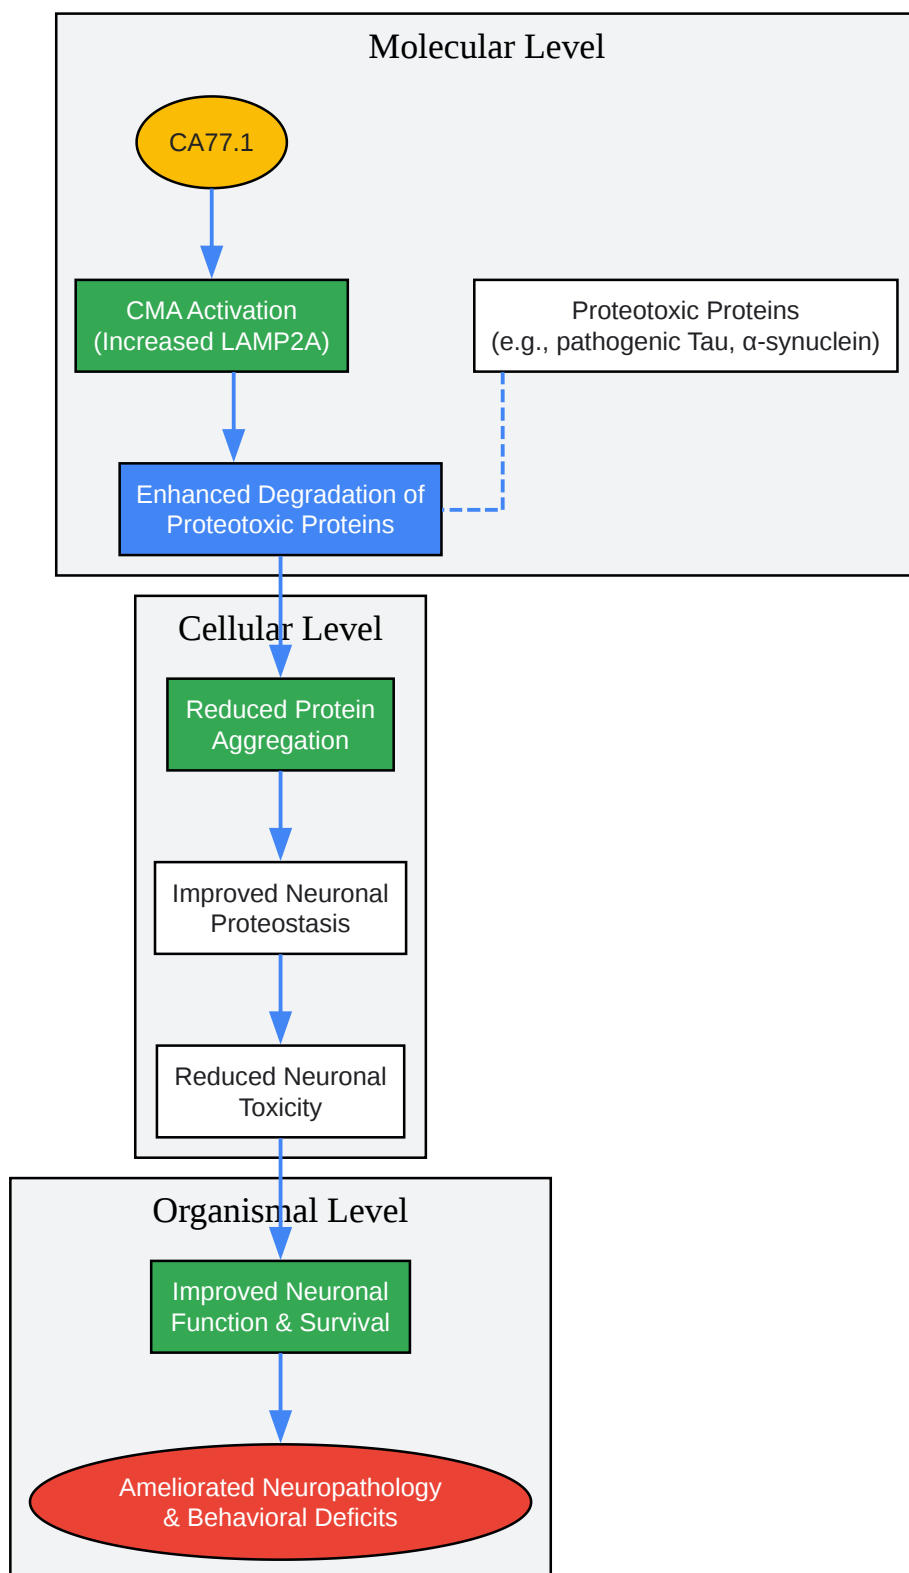 Molecular Level
CA77.1
CMA Activation
(Increased LAMP2A)
Proteotoxic Proteins
(e.g., pathogenic Tau, α-synuclein)
Enhanced Degradation of
Proteotoxic Proteins
Cellular Level
Reduced Protein
Aggregation
Improved Neuronal
Proteostasis
Reduced Neuronal
Toxicity
Organismal Level
Improved Neuronal
Function & Survival
Ameliorated Neuropathology
& Behavioral Deficits